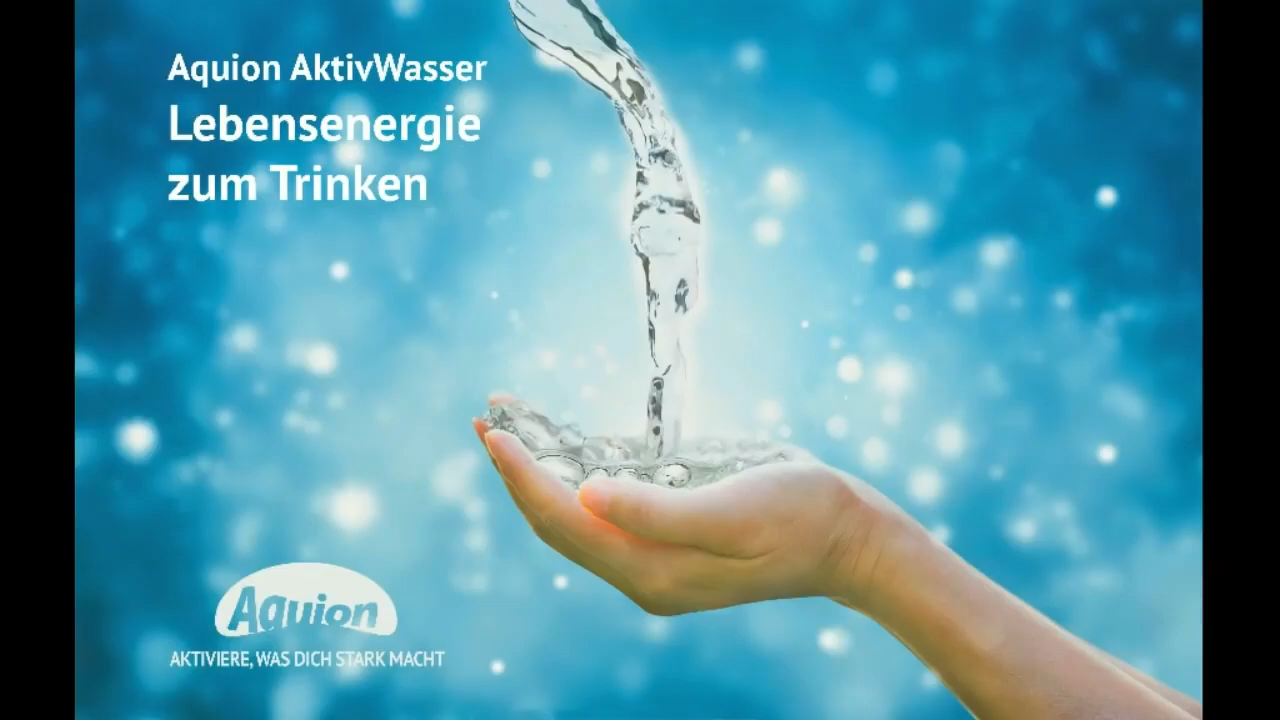 Aquion AktivWasser
Lebensenergie
zum Trinken
Aquion
AKTIVIERE, WAS DICH STARK MACHT